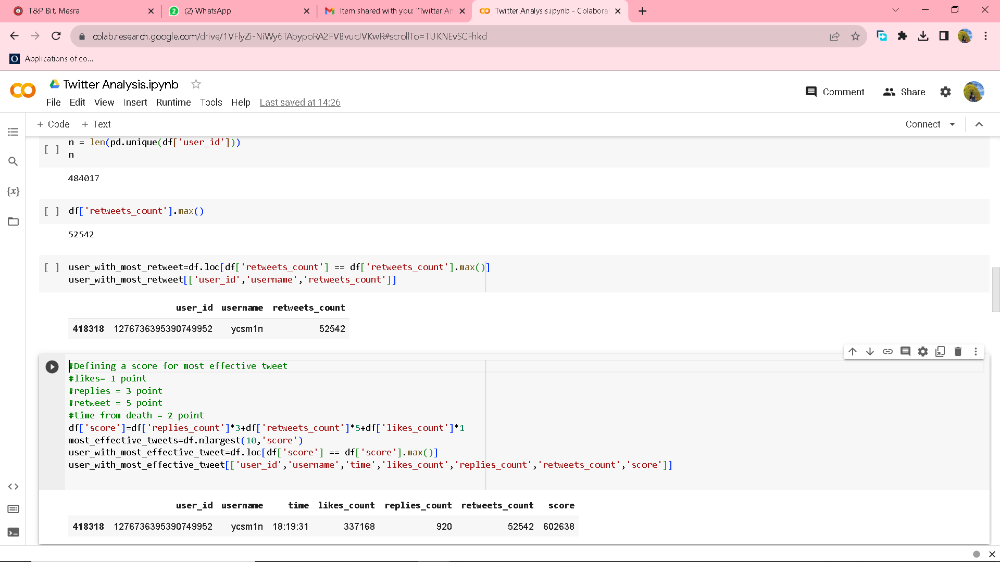 T&P Bit, Mesra
2 (2) WhatsApp
Item shared with you: "Twitter An
Twitter Analysis.ipynb - Colabora
colab.research.google.com/drive/1VFlyZi-NiWy6TAbypoRA2FVBvucJVKwR#scrollTo=TUKNEvSCFhkd
O Applications of co...
Twitter Analysis.ipynb
File Edit View Insert Runtime Tools Help Last saved at 14:26
Comment Share
+ Code + Text
Connect
n = len(pd.unique(df['user_id']))
[ ]
n
484017
[ ] df['retweets_count'].max()
52542
[ ] user_with_most_retweet=df.loc[df['retweets_count'] == df['retweets_count'].max()]
user_with_most_retweet[['user_id','username','retweets_count']]
user_id username retweets_count
418318 1276736395390749952 ycsm1n 52542
#Defining a score for most effective tweet
#likes= 1 point
#replies = 3 point
#retweet = 5 point
#time from death = 2 point
df['score']=df['replies_count']*3+df['retweets_count']*5+df['likes_count']*1
most_effective_tweets=df.nlargest(10,'score')
user_with_most_effective_tweet=df.loc[df['score'] == df['score'].max()]
user_with_most_effective_tweet[['user_id','username','time','likes_count','replies_count','retweets_count','score']]
user_id username time likes_count replies_count retweets_count score
418318 1276736395390749952 ycsm1n 18:19:31 337168 920 52542 602638
{x}